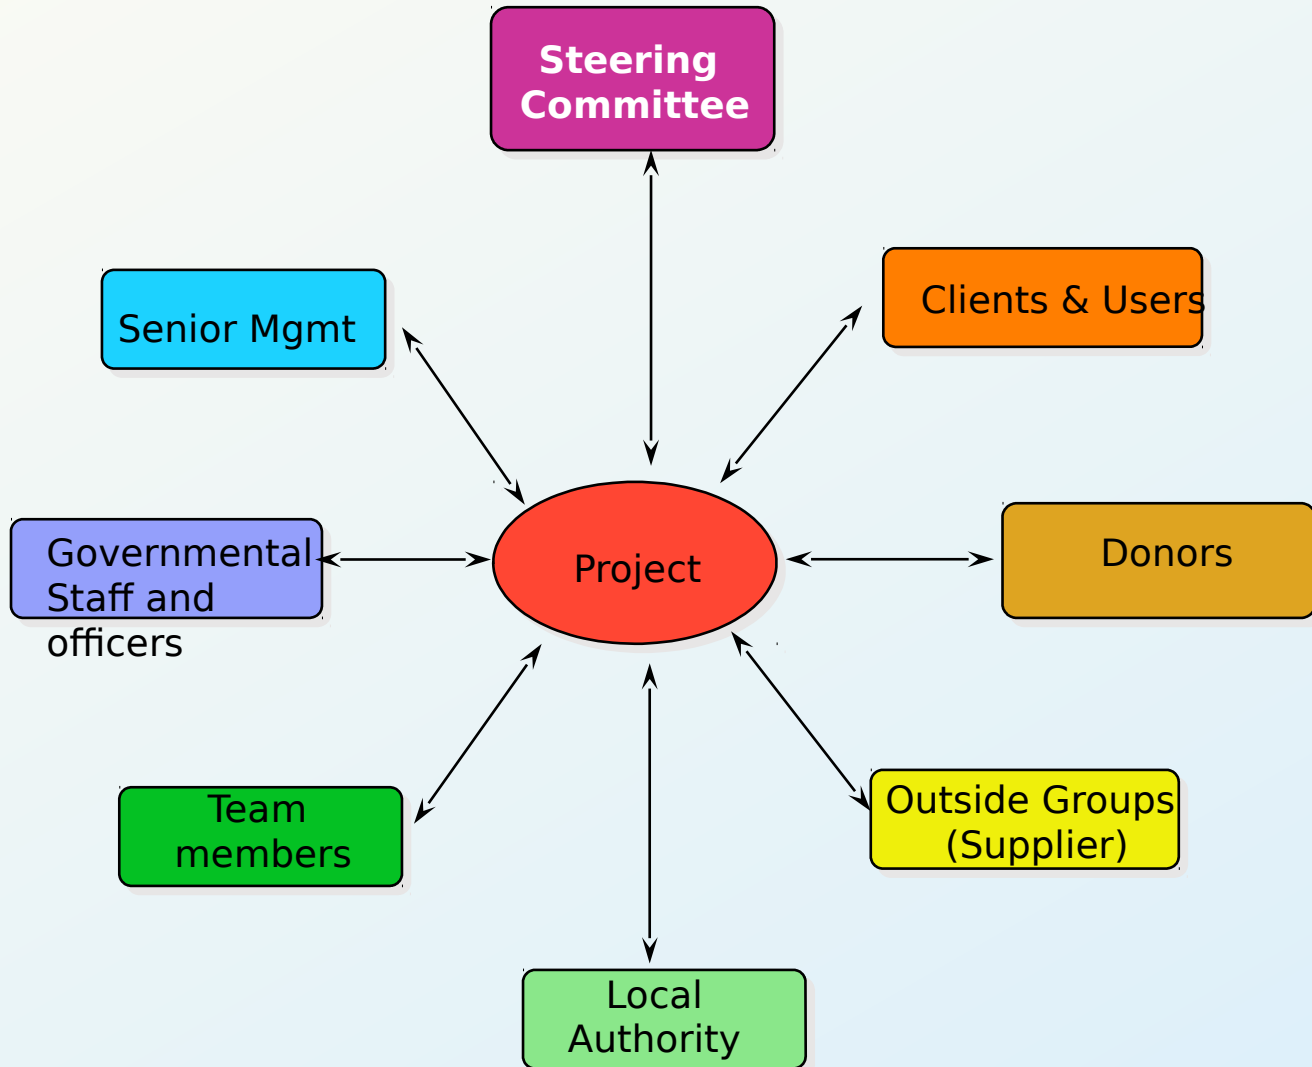 Steering
Committee
Clients & Users
Senior Mgmt
Governmental
Staff and
officers
Project
Donors
Team
members
Outside Groups
(Supplier)
Local
Authority